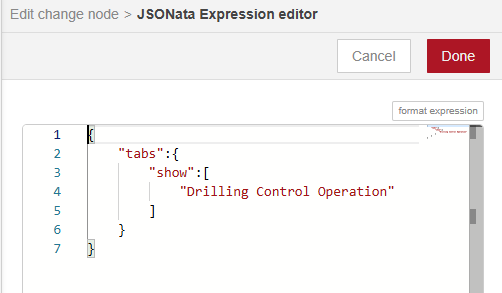 Edit change node > JSONata Expression editor
Cancel Done
format expression
1 {
2 "tabs":{
3 "show":[
4 "Drilling Control Operation"
5 ]
6 }
7 }